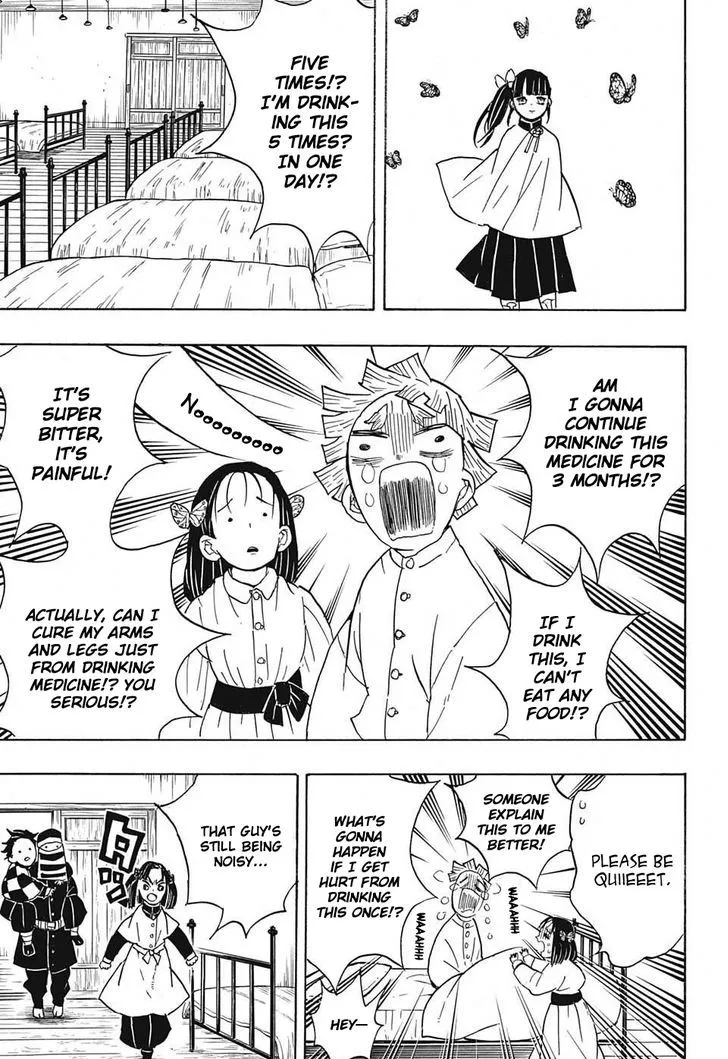 FIVE
TIMES!?
I'M DRINK-
ING THIS
5 TIMES?
IN ONE
DAY!?
AM
I GONNA
CONTINUE
DRINKING THIS
MEDICINE FOR
3 MONTHS!?
N..........
IT'S
SUPER
BITTER,
IT'S
PAINFUL!
IF I
DRINK
THIS, I
CAN'T
EAT ANY
FOOD!?
ACTUALLY, CAN I
CURE MY ARMS
AND LEGS JUST
FROM DRINKING
MEDICINE!? YOU
SERIOUS!?
PLEASE BE
QUIIEEET.
SOMEONE
EXPLAIN
THIS TO ME
BETTER!
WHAT'S
GONNA
HAPPEN
IF I GET
HURT FROM
DRINKING
THIS ONCE!?
WAAAHH
WAAAHH
HEY—
THAT GUY'S
STILL BEING
NOISY...